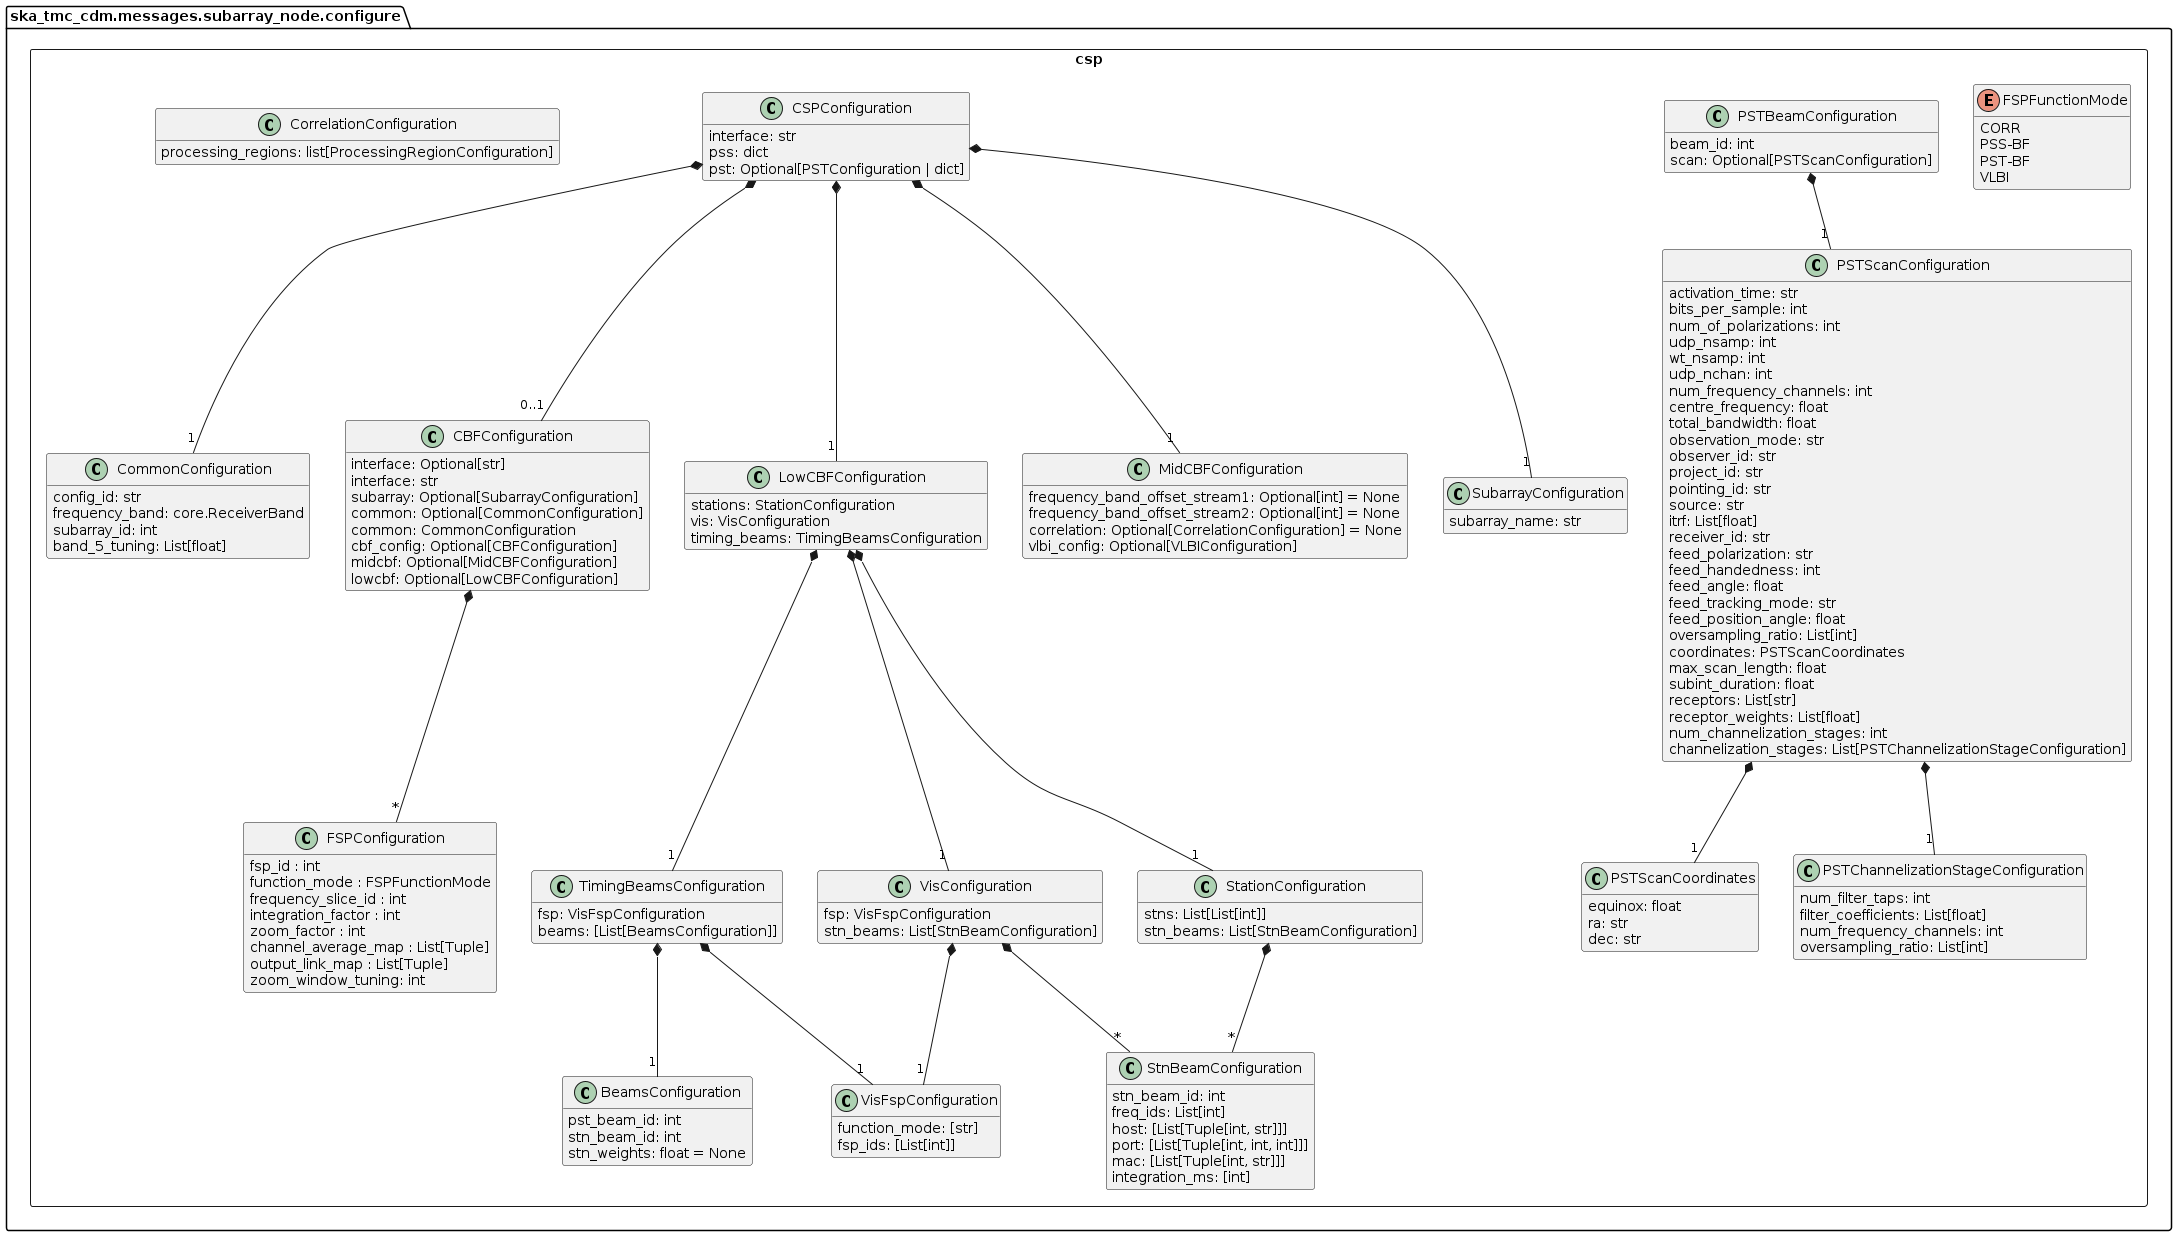 ska_tmc_cdm.messages.subarray_node.configure
csp
C CorrelationConfiguration
processing_regions: list[ProcessingRegionConfiguration]
C CSPConfiguration
interface: str
pss: dict
pst: Optional[PSTConfiguration | dict]
C PSTBeamConfiguration
beam_id: int
scan: Optional[PSTScanConfiguration]
E FSPFunctionMode
CORR
PSS-BF
PST-BF
VLBI
1
C PSTScanConfiguration
activation_time: str
bits_per_sample: int
num_of_polarizations: int
udp_nsamp: int
wt_nsamp: int
udp_nchan: int
num_frequency_channels: int
centre_frequency: float
total_bandwidth: float
observation_mode: str
observer_id: str
project_id: str
pointing_id: str
source: str
itrf: List[float]
receiver_id: str
feed_polarization: str
feed_handedness: int
feed_angle: float
feed_tracking_mode: str
feed_position_angle: float
oversampling_ratio: List[int]
coordinates: PSTScanCoordinates
max_scan_length: float
subint_duration: float
receptors: List[str]
receptor_weights: List[float]
num_channelization_stages: int
channelization_stages: List[PSTChannelizationStageConfiguration]
1
C CommonConfiguration
config_id: str
frequency_band: core.ReceiverBand
subarray_id: int
band_5_tuning: List[float]
0..1
C CBFConfiguration
interface: Optional[str]
interface: str
subarray: Optional[SubarrayConfiguration]
common: Optional[CommonConfiguration]
common: CommonConfiguration
cbf_config: Optional[CBFConfiguration]
midcbf: Optional[MidCBFConfiguration]
lowcbf: Optional[LowCBFConfiguration]
1
C LowCBFConfiguration
stations: StationConfiguration
vis: VisConfiguration
timing_beams: TimingBeamsConfiguration
1
C MidCBFConfiguration
frequency_band_offset_stream1: Optional[int] = None
frequency_band_offset_stream2: Optional[int] = None
correlation: Optional[CorrelationConfiguration] = None
vlbi_config: Optional[VLBIConfiguration]
1
C SubarrayConfiguration
subarray_name: str
*
C FSPConfiguration
fsp_id : int
function_mode : FSPFunctionMode
frequency_slice_id : int
integration_factor : int
zoom_factor : int
channel_average_map : List[Tuple]
output_link_map : List[Tuple]
zoom_window_tuning: int
1
C TimingBeamsConfiguration
fsp: VisFspConfiguration
beams: [List[BeamsConfiguration]]
1
C VisConfiguration
fsp: VisFspConfiguration
stn_beams: List[StnBeamConfiguration]
1
C StationConfiguration
stns: List[List[int]]
stn_beams: List[StnBeamConfiguration]
1
C PSTScanCoordinates
equinox: float
ra: str
dec: str
1
C PSTChannelizationStageConfiguration
num_filter_taps: int
filter_coefficients: List[float]
num_frequency_channels: int
oversampling_ratio: List[int]
1
C BeamsConfiguration
pst_beam_id: int
stn_beam_id: int
stn_weights: float = None
1
1
C VisFspConfiguration
function_mode: [str]
fsp_ids: [List[int]]
*
*
C StnBeamConfiguration
stn_beam_id: int
freq_ids: List[int]
host: [List[Tuple[int, str]]]
port: [List[Tuple[int, int, int]]]
mac: [List[Tuple[int, str]]]
integration_ms: [int]